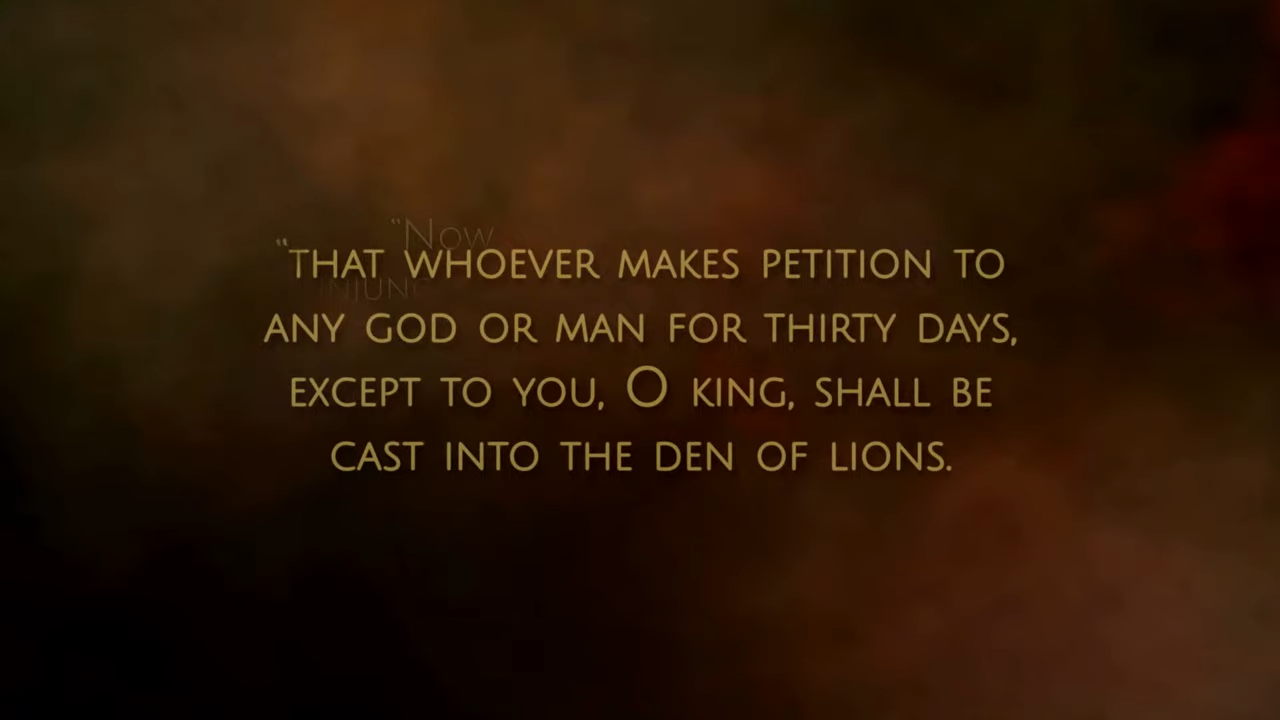 "Now
"THAT WHOEVER MAKES PETITION TO
ANY GOD OR MAN FOR THIRTY DAYS,
EXCEPT TO YOU, O KING, SHALL BE
CAST INTO THE DEN OF LIONS.